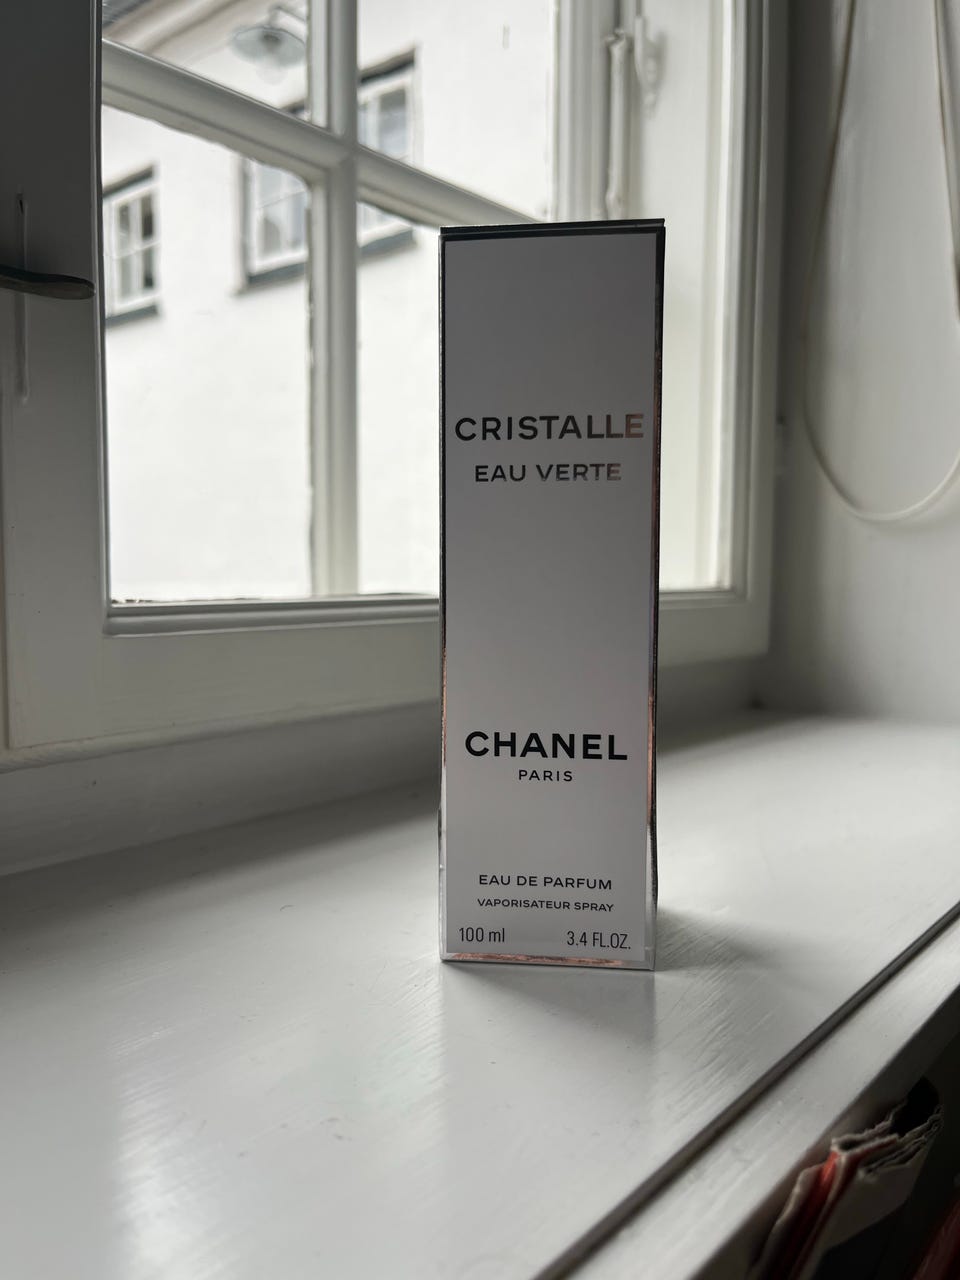 CRISTALLE
EAU VERTE
CHANEL
PARIS
EAU DE PARFUM
VAPORISATEUR SPRAY
100 ml 3.4 FL.OZ.